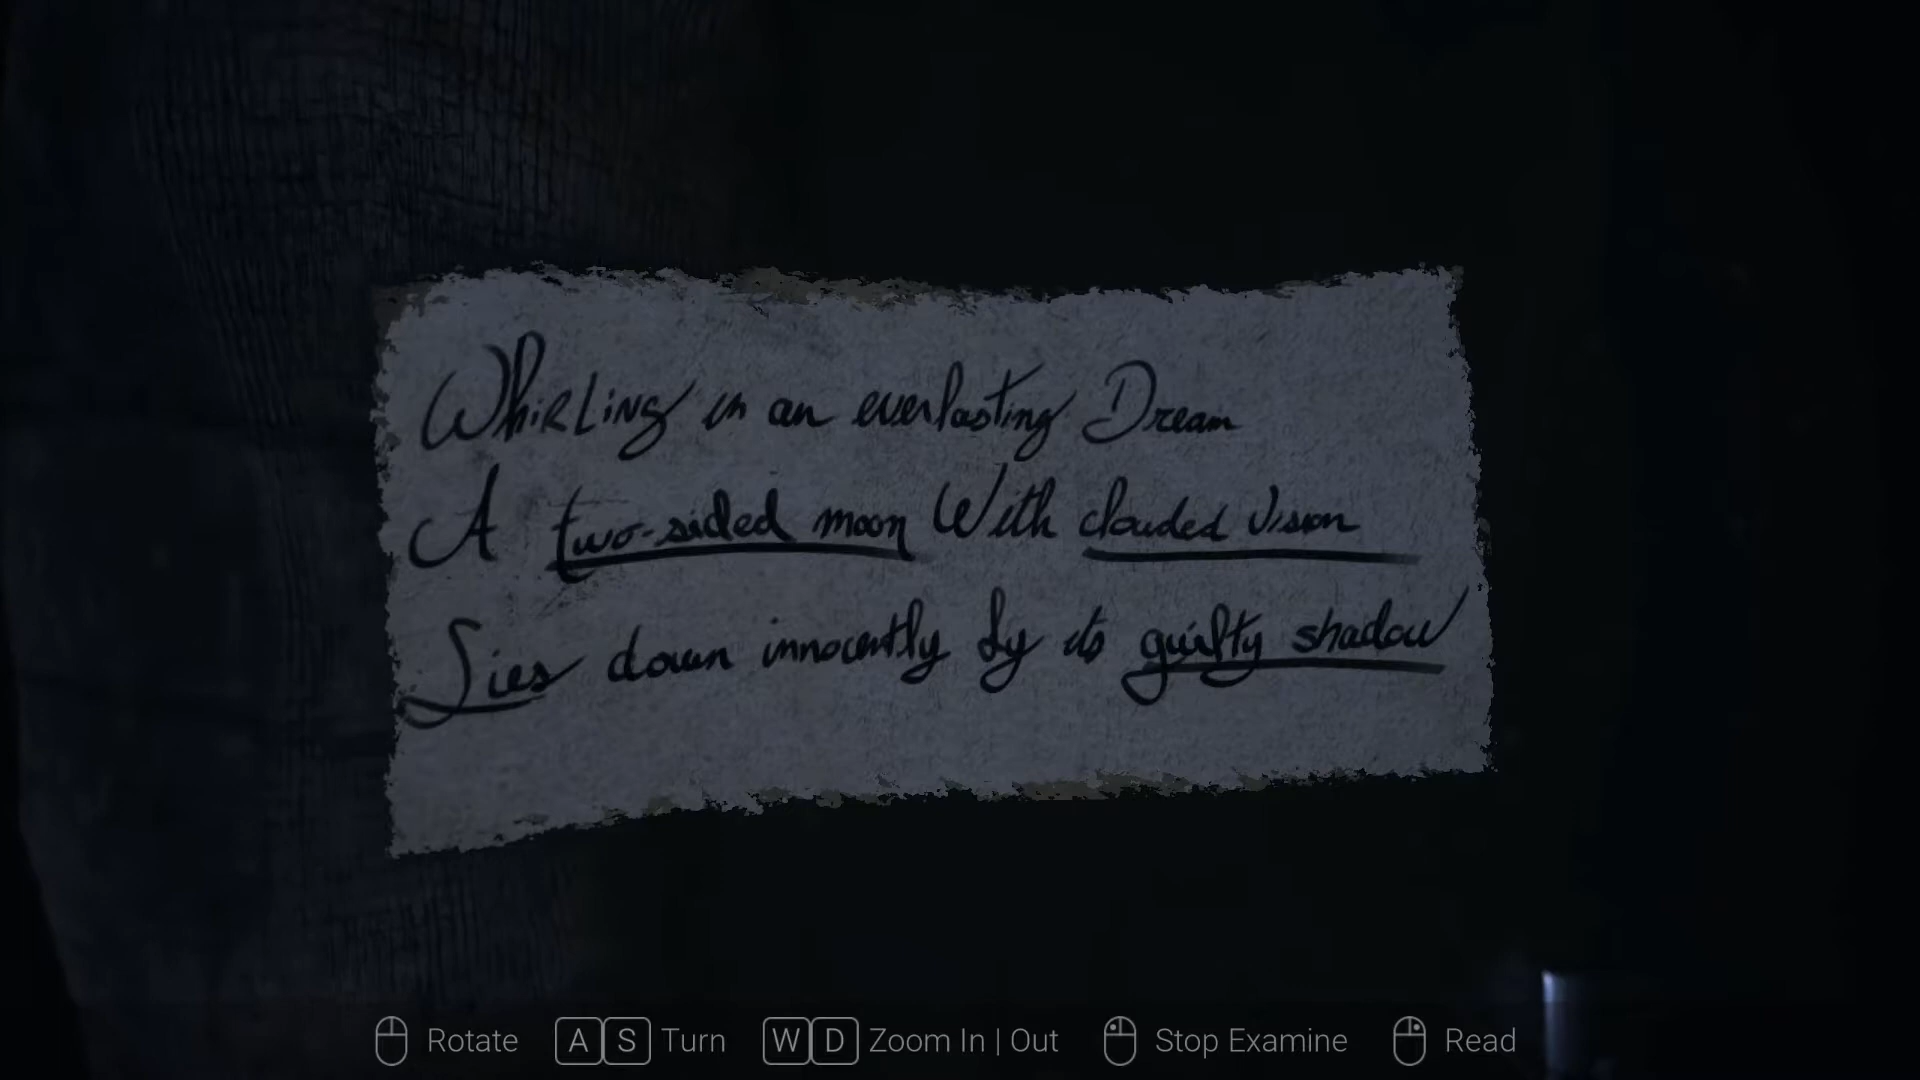 WhiRLiNg in an everlasting Dream
A two-sided moon With clouded vision
Lies down innocently by its guilty shadow
Rotate A S Turn W D Zoom In | Out Stop Examine Read